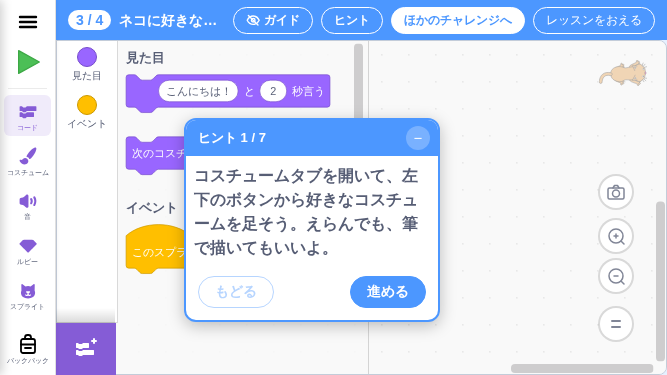 3 / 4 ネコに好きな... ガイド ヒント ほかのチャレンジへ レッスンをおえる
コード
コスチューム
音
ルビー
スプライト
バックパック
見た目
イベント
見た目
こんにちは！ と 2 秒言う
次のコスチ
イベント
このスプラ
ヒント 1 / 7
コスチュームタブを開いて、左
下のボタンから好きなコスチュ
ームを足そう。えらんでも、筆
で描いてもいいよ。
もどる 進める